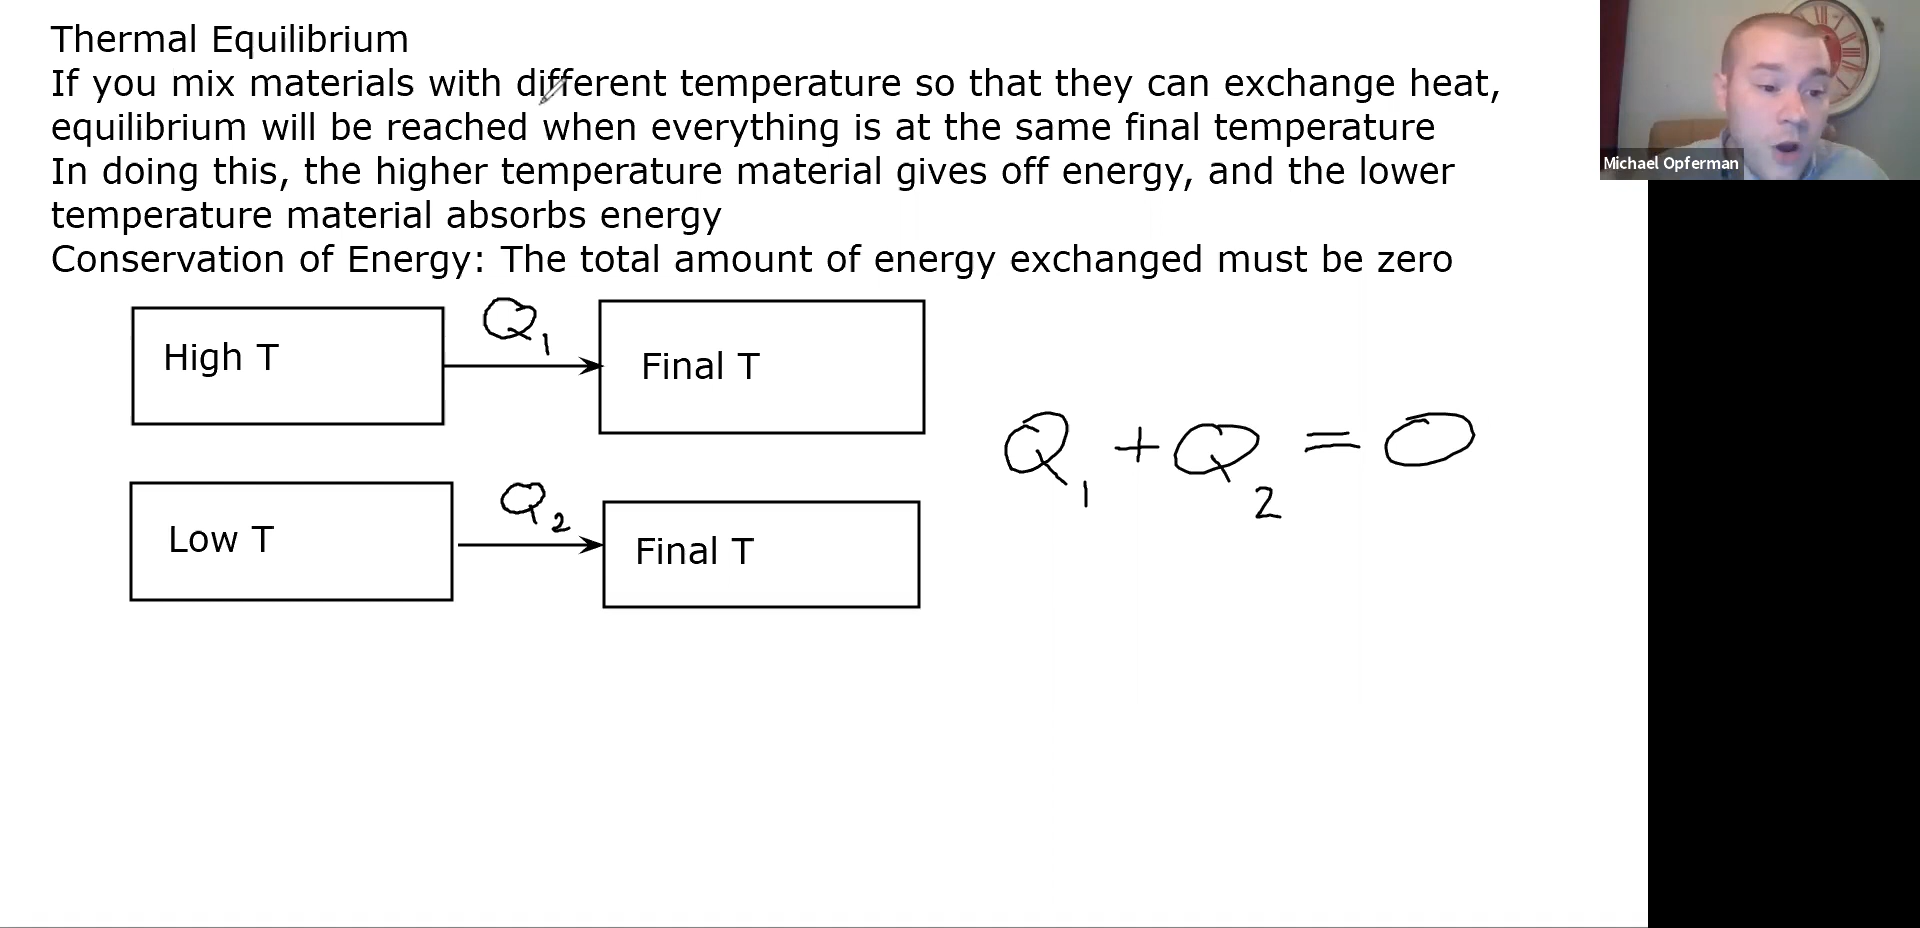 Thermal Equilibrium
If you mix materials with different temperature so that they can exchange heat,
equilibrium will be reached when everything is at the same final temperature
In doing this, the higher temperature material gives off energy, and the lower
temperature material absorbs energy
Conservation of Energy: The total amount of energy exchanged must be zero
High T
Q₁
Final T
Low T
Q₂
Final T
Q₁ + Q₂ = 0
Michael Opferman